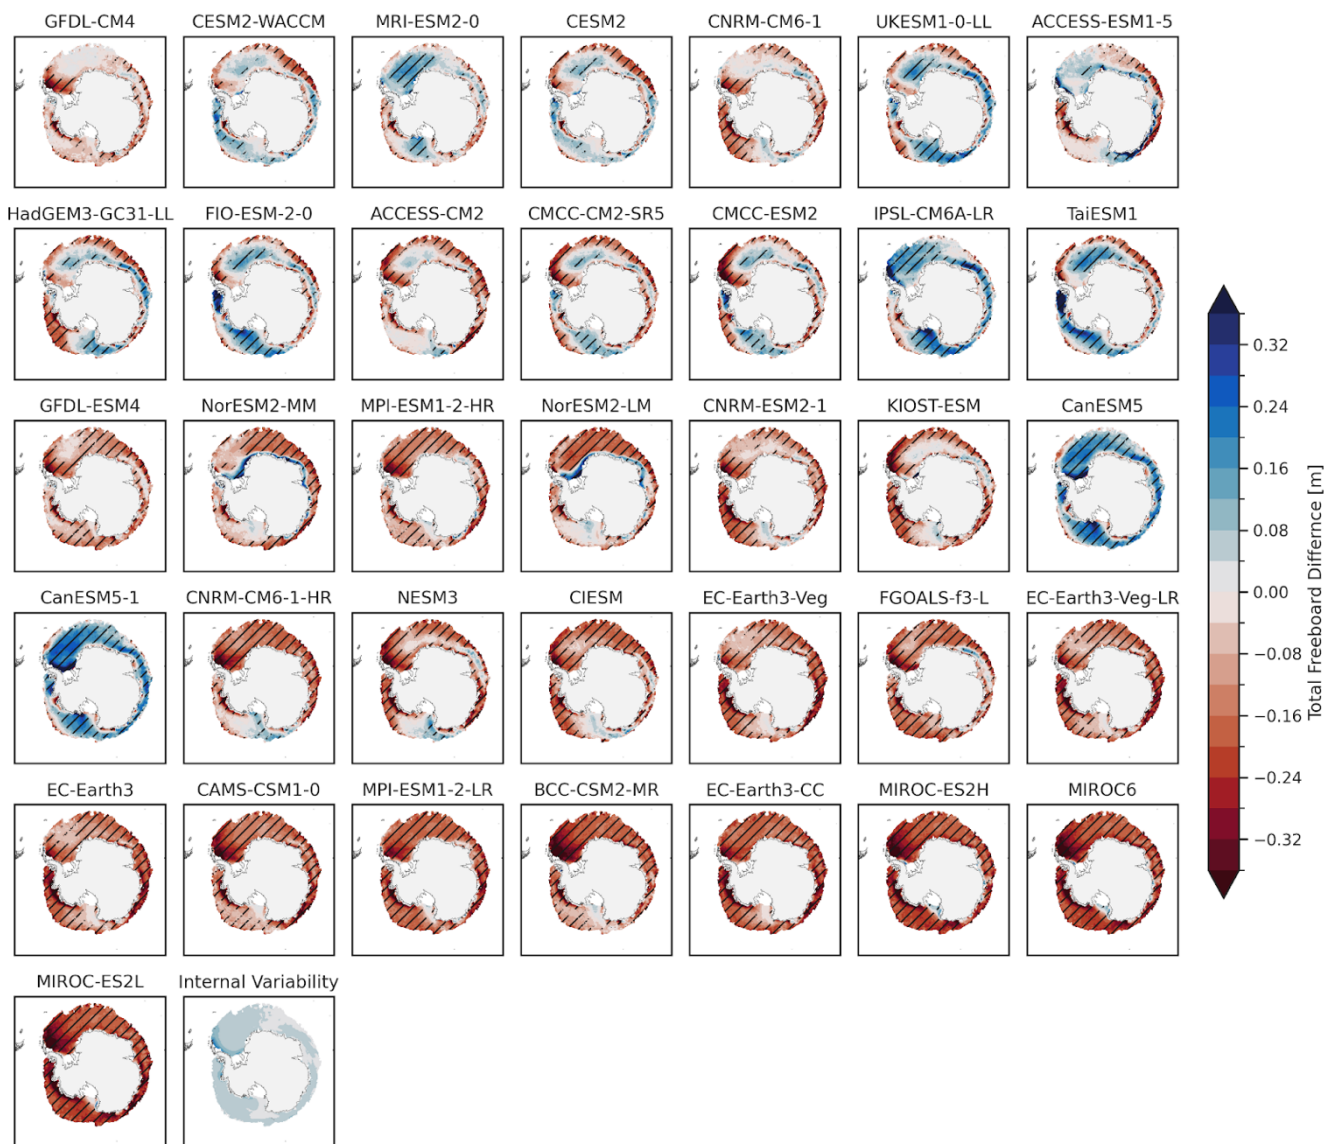 GFDL-CM4 CESM2-WACCM MRI-ESM2-0 CESM2 CNRM-CM6-1 UKESM1-0-LL ACCESS-ESM1-5
HadGEM3-GC31-LL FIO-ESM-2-0 ACCESS-CM2 CMCC-CM2-SR5 CMCC-ESM2 IPSL-CM6A-LR TaiESM1
GFDL-ESM4 NorESM2-MM MPI-ESM1-2-HR NorESM2-LM CNRM-ESM2-1 KIOST-ESM CanESM5
CanESM5-1 CNRM-CM6-1-HR NESM3 CIESM EC-Earth3-Veg FGOALS-f3-L EC-Earth3-Veg-LR
EC-Earth3 CAMS-CSM1-0 MPI-ESM1-2-LR BCC-CSM2-MR EC-Earth3-CC MIROC-ES2H MIROC6
MIROC-ES2L Internal Variability
0.32
0.24
0.16
0.08
0.00
−0.08
−0.16
−0.24
−0.32
Total Freeboard Differnce [m]